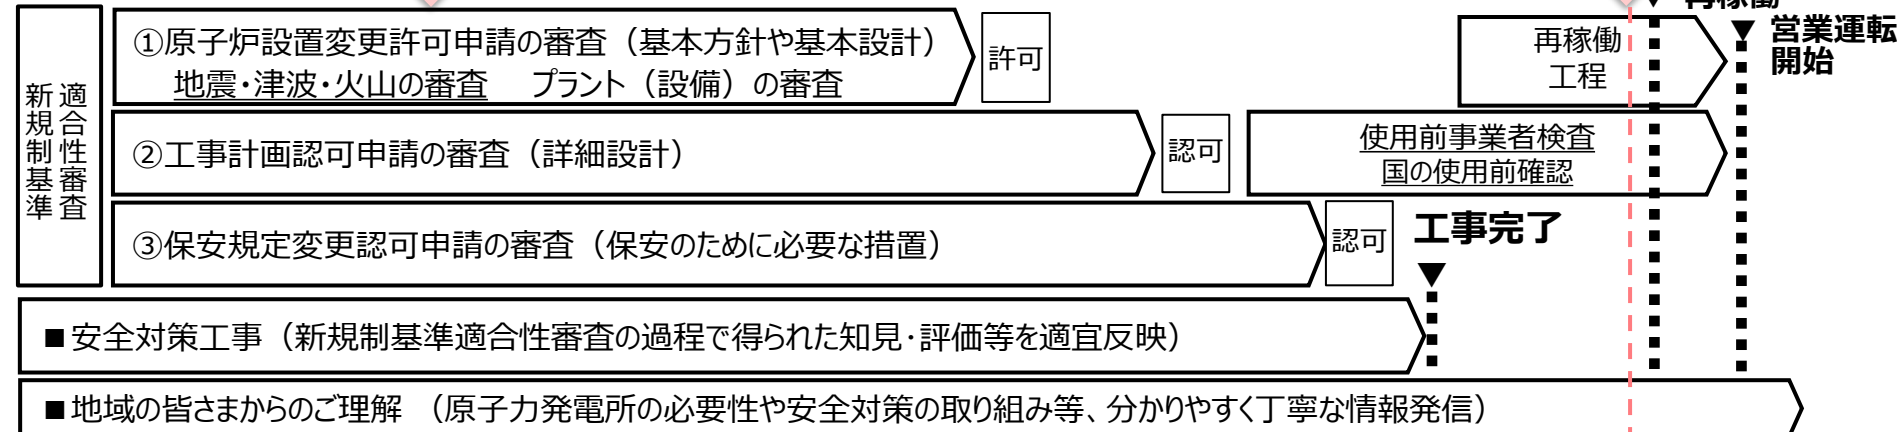 再稼働
営業運転
開始
新規制基準
適合性審査
①原子炉設置変更許可申請の審査（基本方針や基本設計）
地震・津波・火山の審査　プラント（設備）の審査
許可
再稼働
工程
②工事計画認可申請の審査（詳細設計）
認可
使用前事業者検査
国の使用前確認
③保安規定変更認可申請の審査（保安のために必要な措置）
認可
工事完了
■安全対策工事（新規制基準適合性審査の過程で得られた知見・評価等を適宜反映）
■地域の皆さまからのご理解　（原子力発電所の必要性や安全対策の取り組み等、分かりやすく丁寧な情報発信）